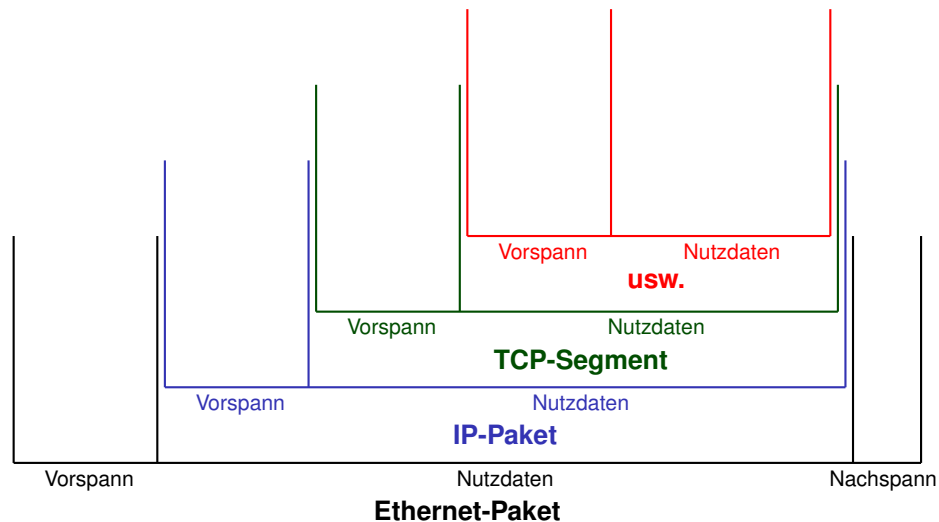 Vorspann Nutzdaten
usw.
Vorspann Nutzdaten
TCP-Segment
Vorspann Nutzdaten
IP-Paket
Vorspann Nutzdaten Nachspann
Ethernet-Paket